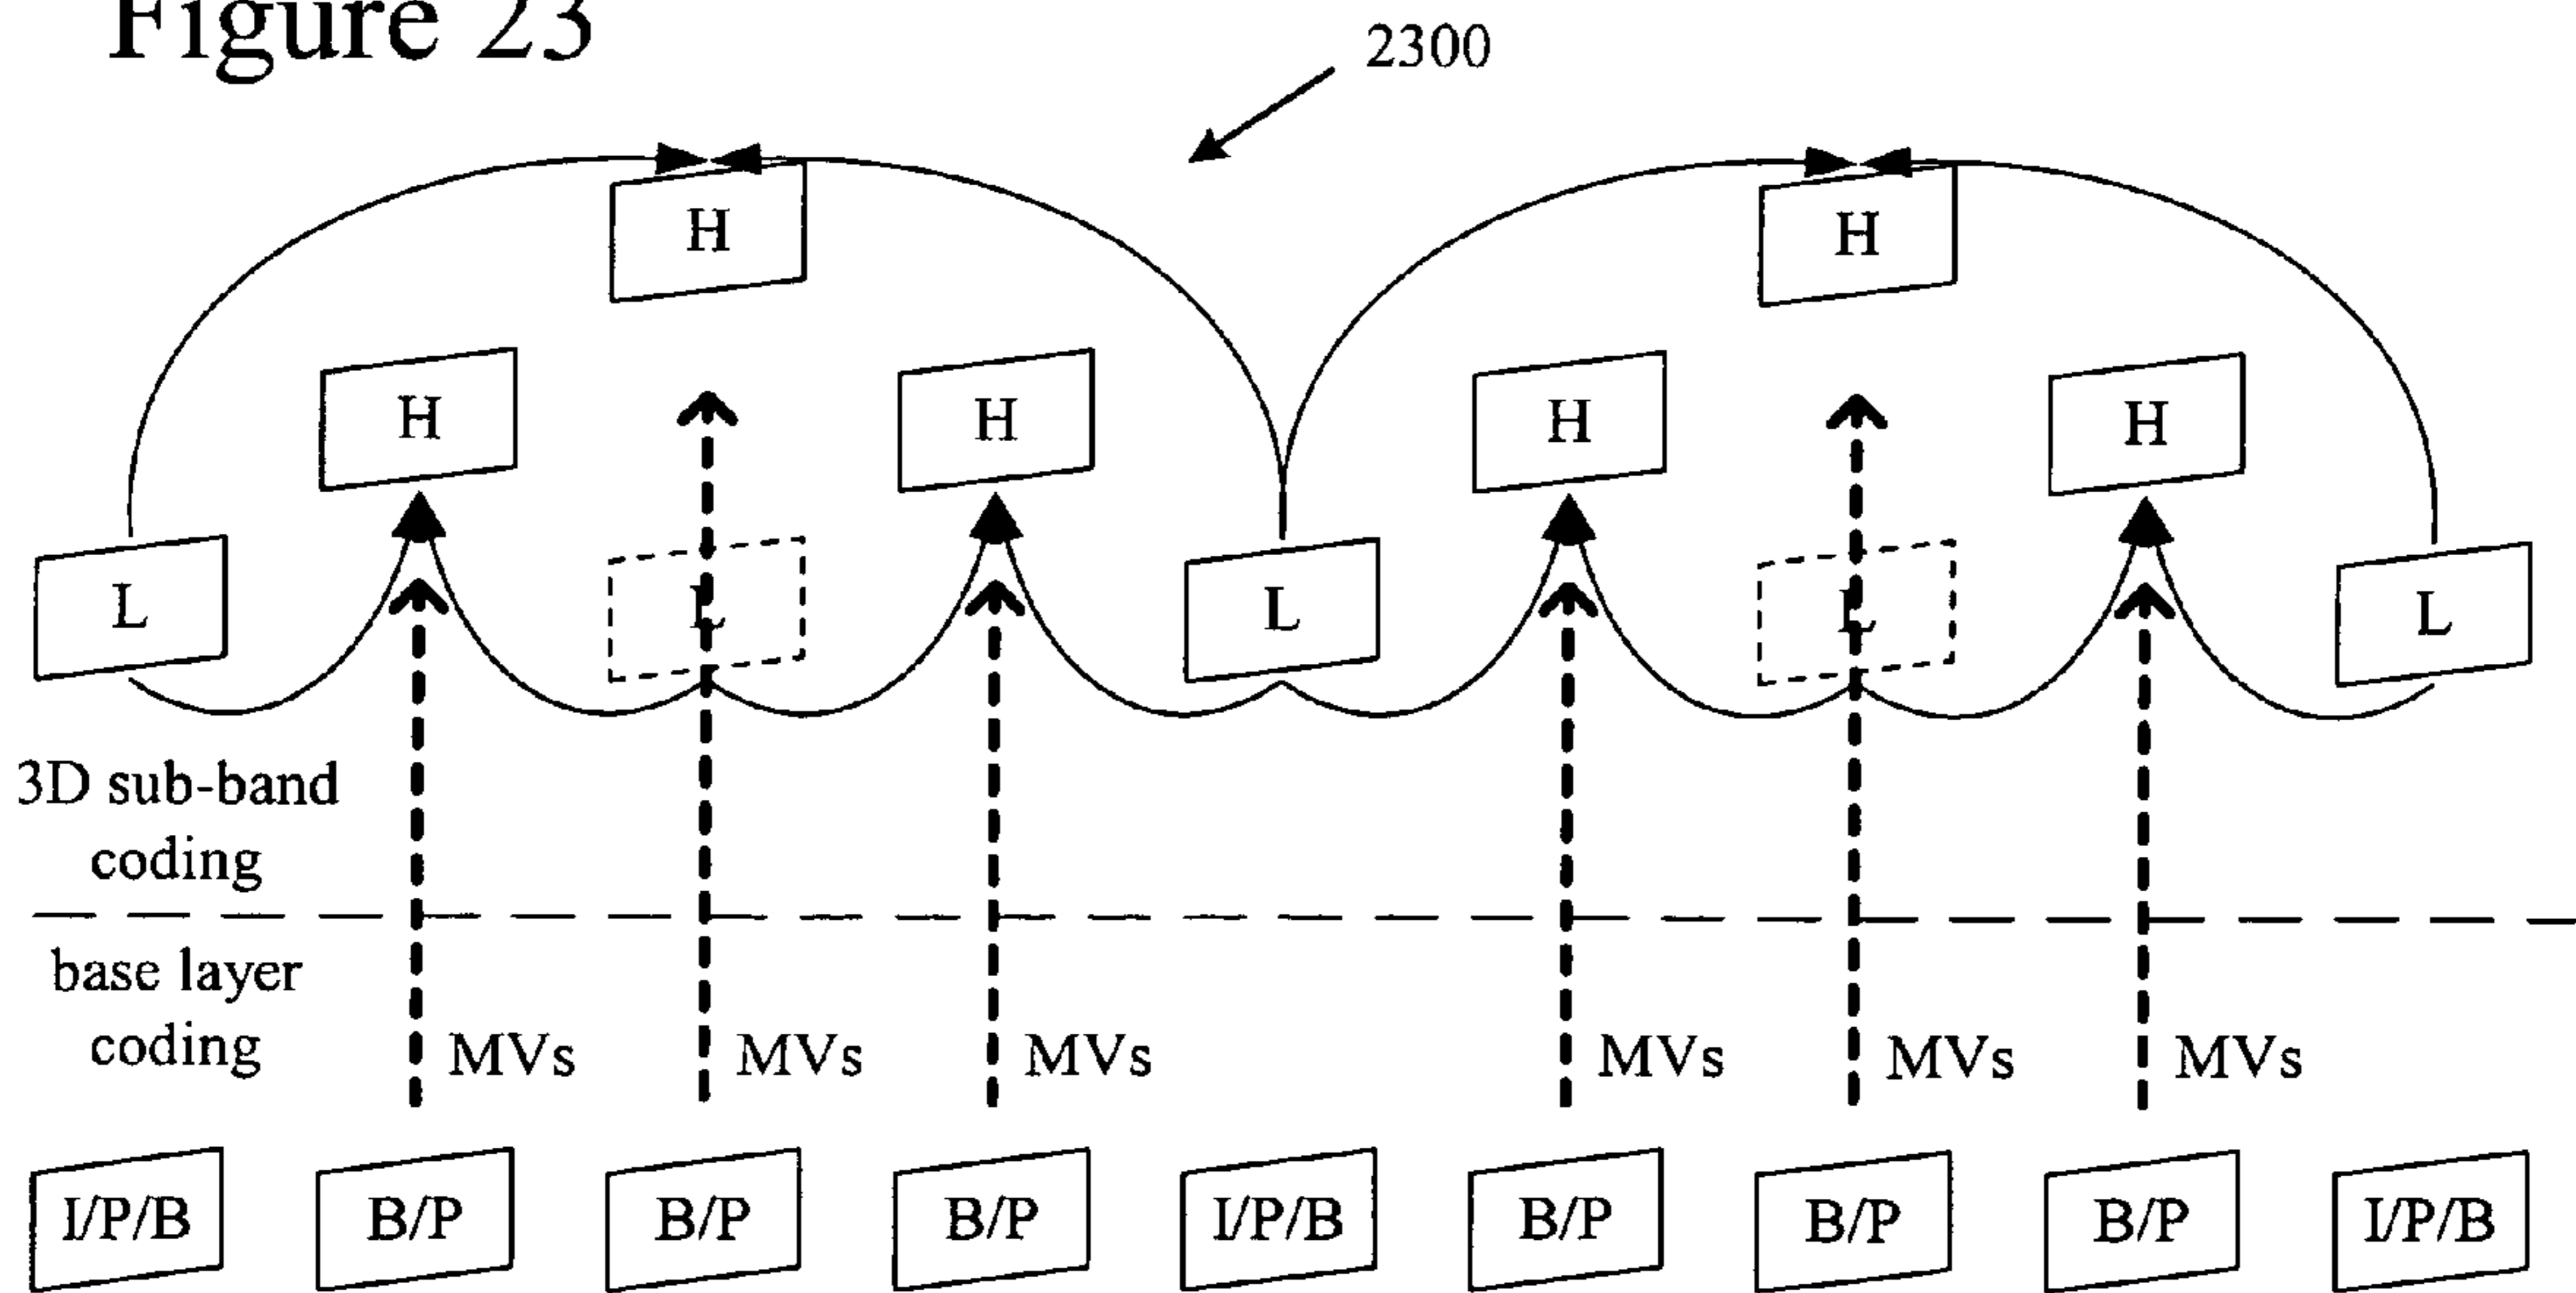 Figure 23
2300
H H
H H H H
L L L L L
3D sub-band
coding
base layer
coding
MVs MVs MVs MVs MVs MVs
I/P/B B/P B/P B/P I/P/B B/P B/P B/P I/P/B